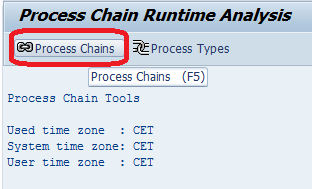 Process Chain Runtime Analysis
Process Chains Process Types
Process Chains (F5)
Process Chain Tools
Used time zone : CET
System time zone: CET
User time zone : CET